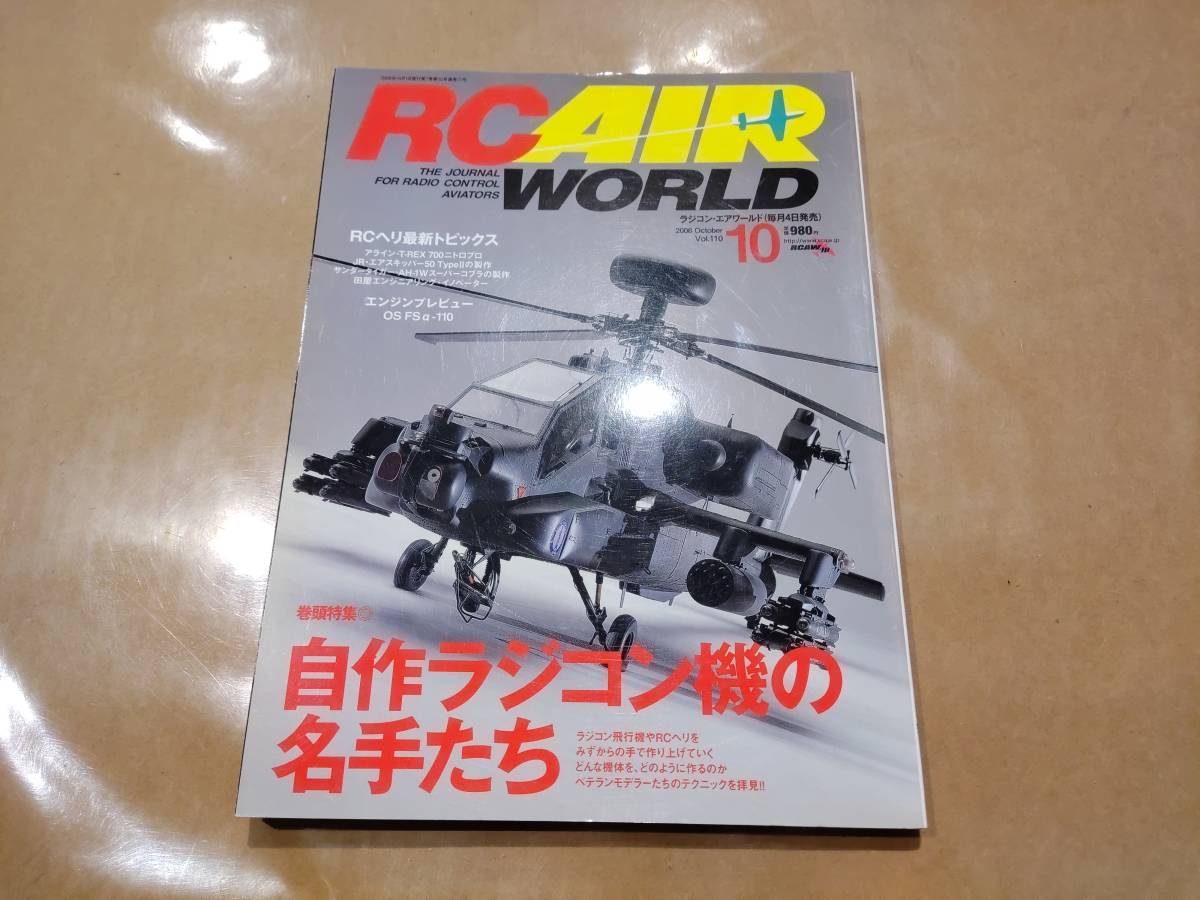 RC AIR
WORLD
THE JOURNAL
FOR RADIO CONTROL
AVIATORS
ラジコン・エアワールド(毎月4日発売)
2006 October
Vol.110
10
定価980円
RCヘリ最新トピックス
アライン・T-REX 700ニトロプロ
JR・エアスキッパー50 TypeⅡの製作
サンダータイガー AH-1Wスーパーコブラの製作
田屋エンジニアリング・イノベーター
エンジンプレビュー
OS FSα-110
巻頭特集◎
自作ラジコン機の
名手たち
ラジコン飛行機やRCヘリを
みずからの手で作り上げていく
どんな機体を、どのように作るのか
ベテランモデラーたちのテクニックを拝見!!